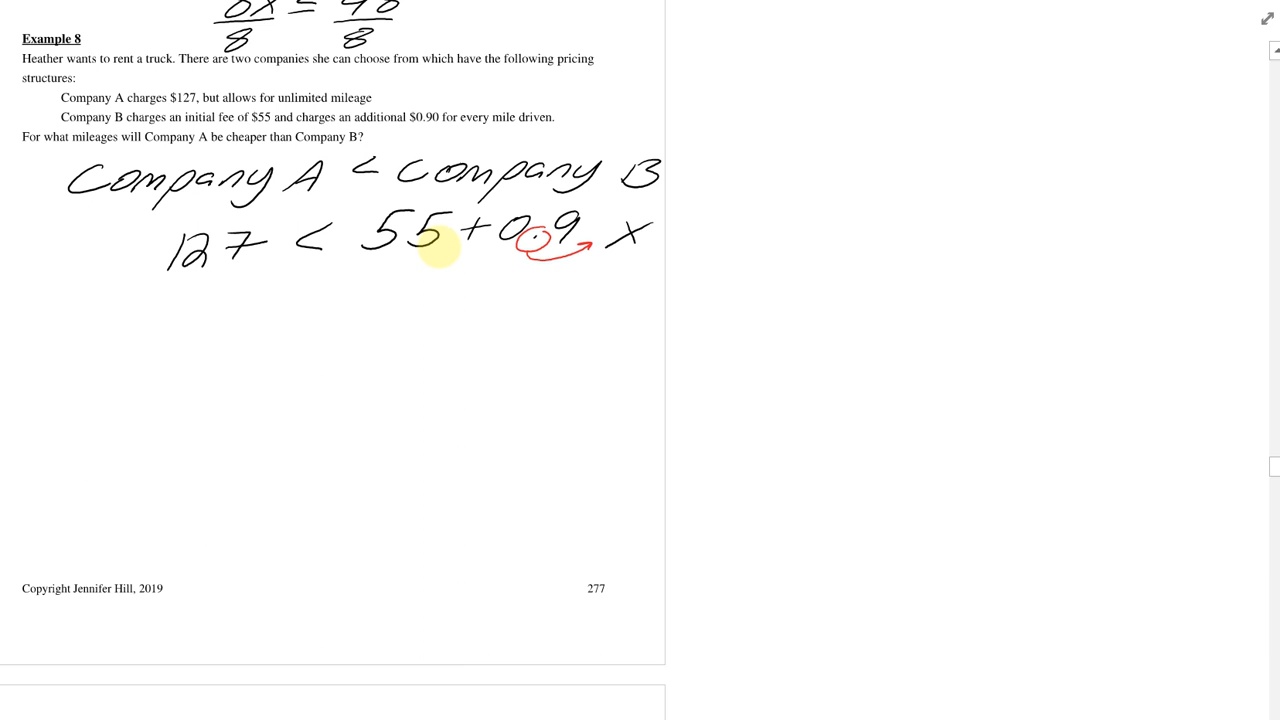 8x = 48
8 8
Example 8
Heather wants to rent a truck. There are two companies she can choose from which have the following pricing
structures:
Company A charges $127, but allows for unlimited mileage
Company B charges an initial fee of $55 and charges an additional $0.90 for every mile driven.
For what mileages will Company A be cheaper than Company B?
Company A < Company B
127 < 55 + 0.9 x
Copyright Jennifer Hill, 2019
277